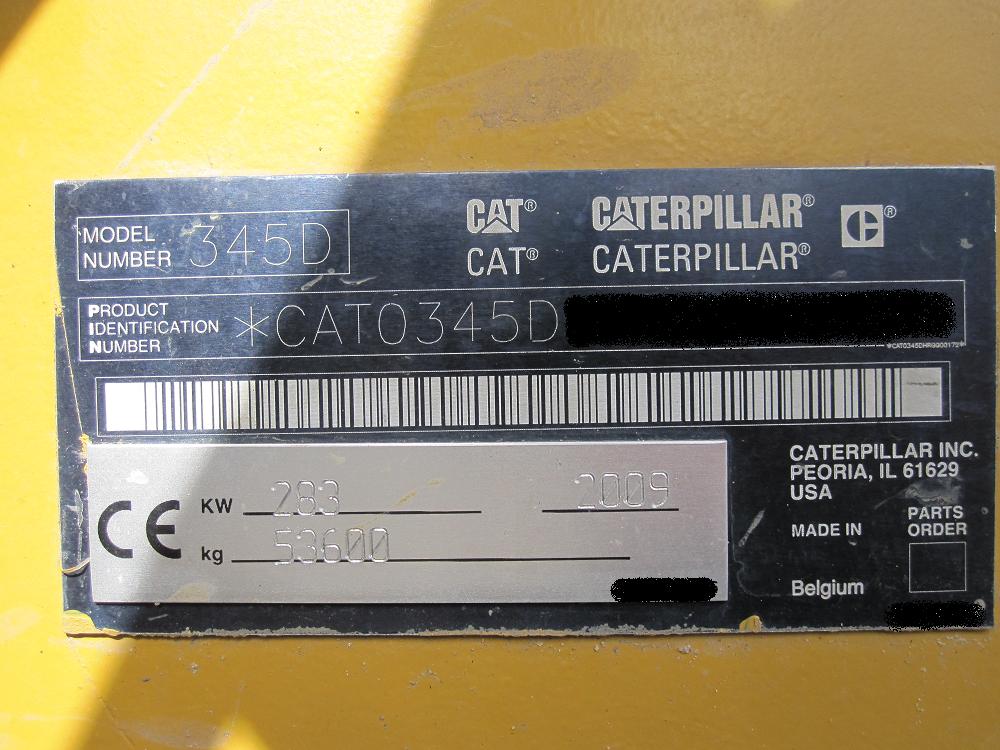 MODEL NUMBER 345D
CAT® CATERPILLAR® C®
CAT® CATERPILLAR®
PRODUCT IDENTIFICATION NUMBER *CAT0345D
CE
KW 283 2009
kg 53600
CATERPILLAR INC.
PEORIA, IL 61629
USA
MADE IN
Belgium
PARTS
ORDER